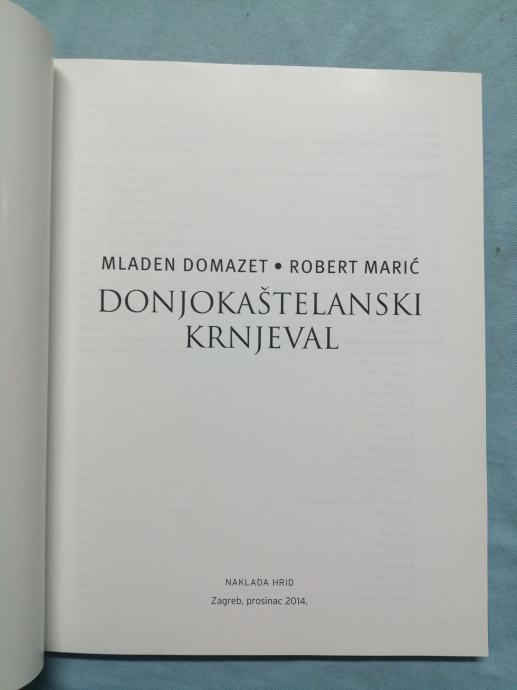 MLADEN DOMAZET • ROBERT MARIĆ
DONJOKAŠTELANSKI
KRNJEVAL
NAKLADA HRID
Zagreb, prosinac 2014.